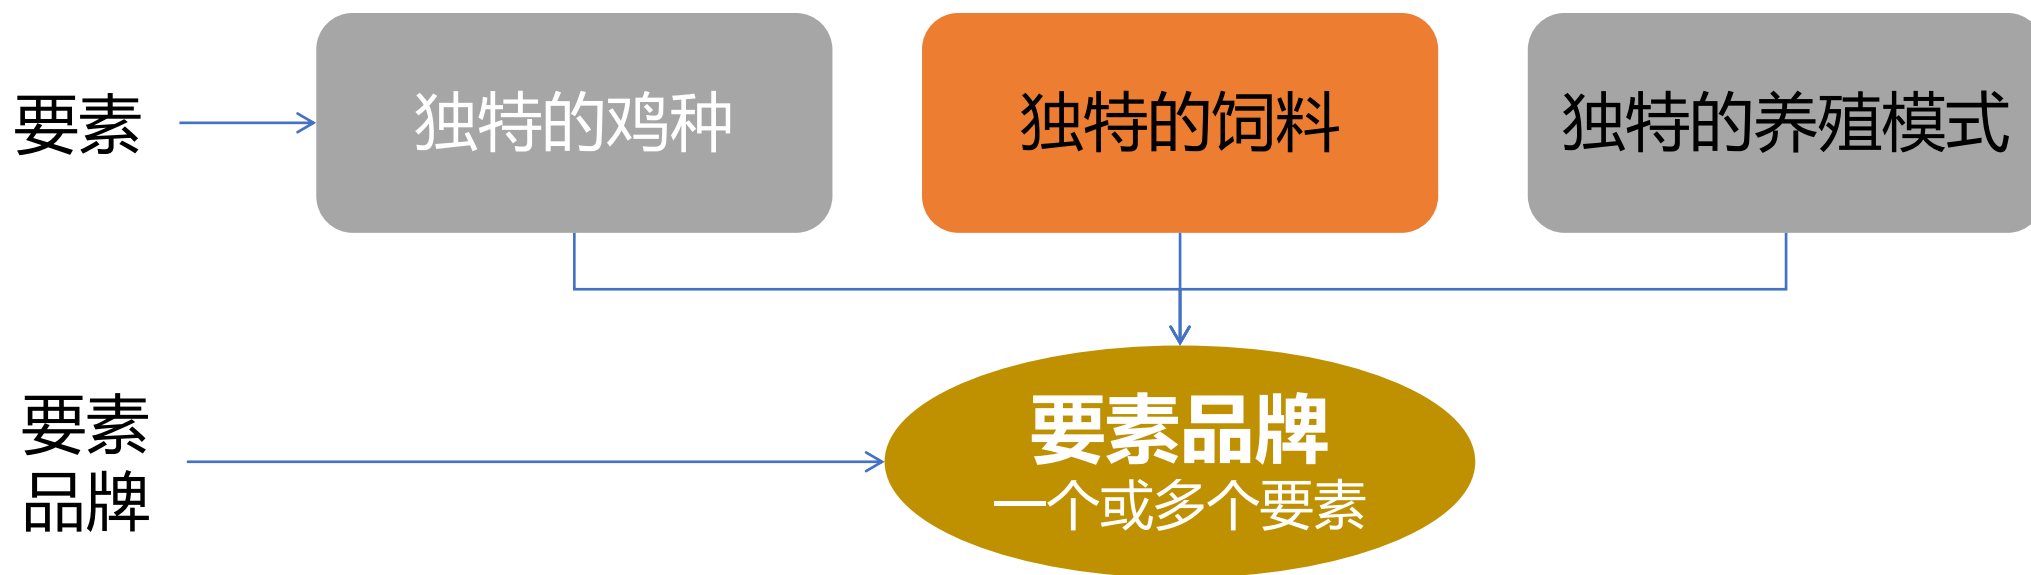 要素
独特的鸡种
独特的饲料
独特的养殖模式
要素
品牌
要素品牌
一个或多个要素